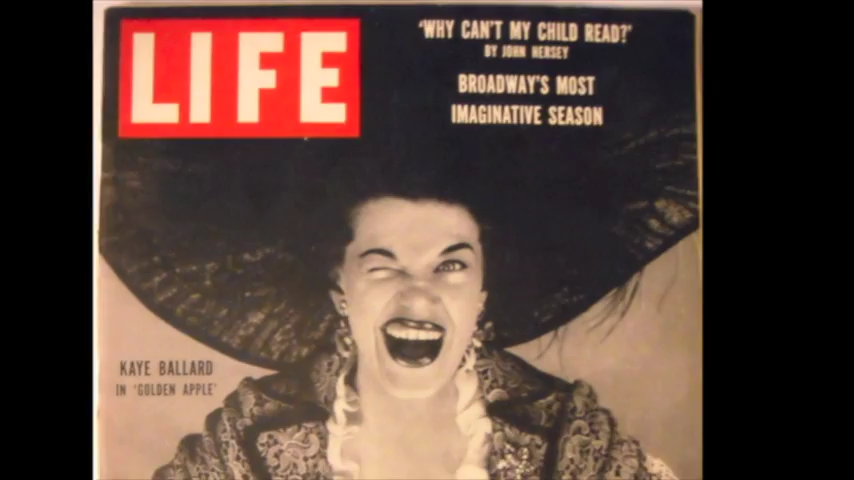 LIFE
'WHY CAN'T MY CHILD READ?'
BY JOHN HERSEY
BROADWAY'S MOST
IMAGINATIVE SEASON
KAYE BALLARD
IN 'GOLDEN APPLE'